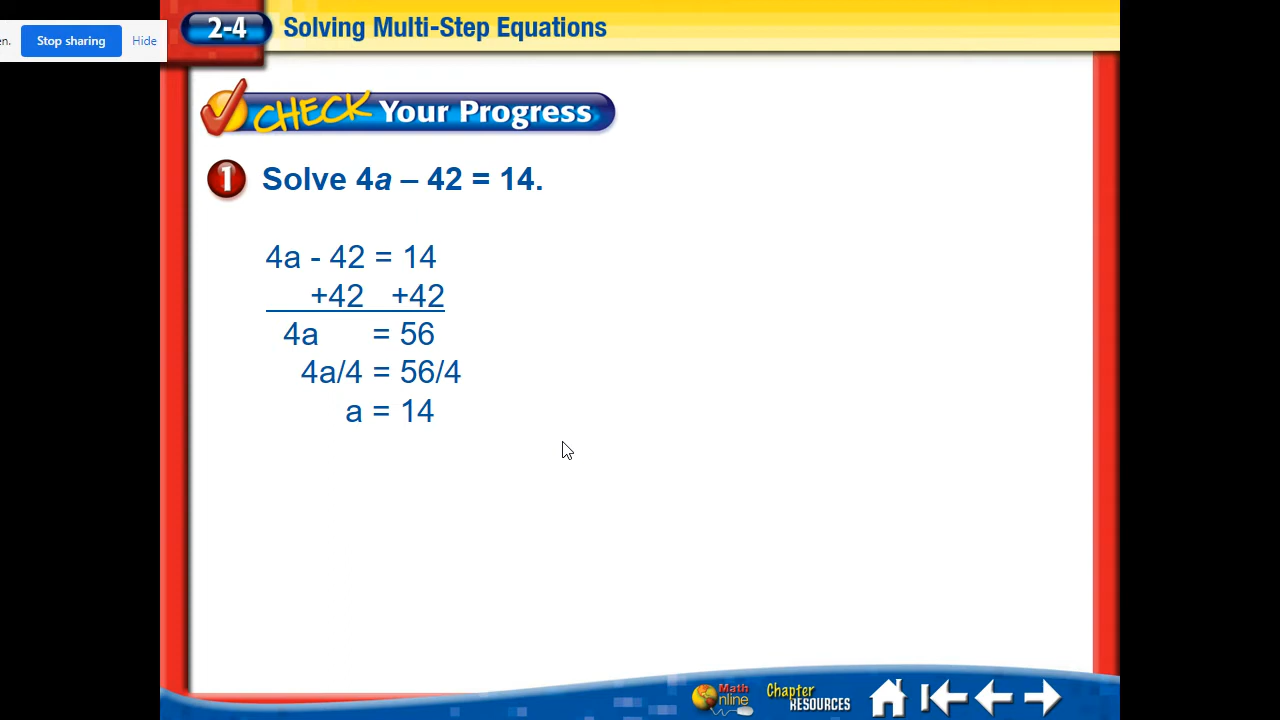 2-4 Solving Multi-Step Equations
en. Stop sharing Hide
CHECK Your Progress
1 Solve 4a – 42 = 14.
4a - 42 = 14
+42 +42
4a = 56
4a/4 = 56/4
a = 14
Math
nline
Chapter
RESOURCES